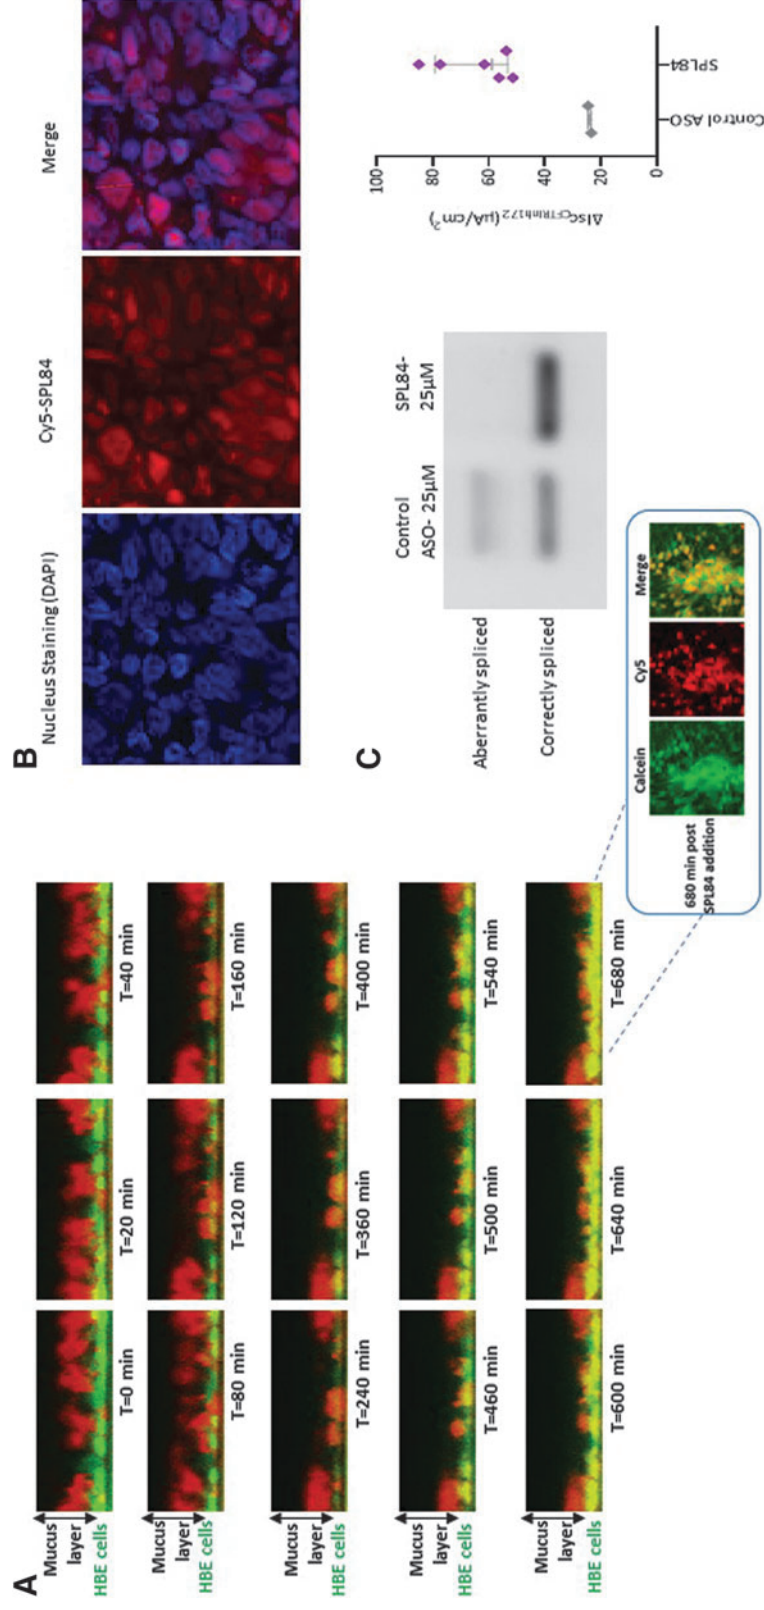 A
Mucus
layer
HBE cells
T=0 min
T=20 min
T=40 min
Mucus
layer
HBE cells
T=80 min
T=120 min
T=160 min
Mucus
layer
HBE cells
T=240 min
T=360 min
T=400 min
Mucus
layer
HBE cells
T=460 min
T=500 min
T=540 min
Mucus
layer
HBE cells
T=600 min
T=640 min
T=680 min
680 min post
SPL84 addition
Calcein
Cy5
Merge
B
Nucleus Staining (DAPI)
Cy5-SPL84
Merge
C
Control
ASO- 25µM
SPL84-
25µM
Aberrantly spliced
Correctly spliced
ΔIscCFTRinh172 (µA/cm²)
100
80
60
40
20
0
Control ASO
SPL84